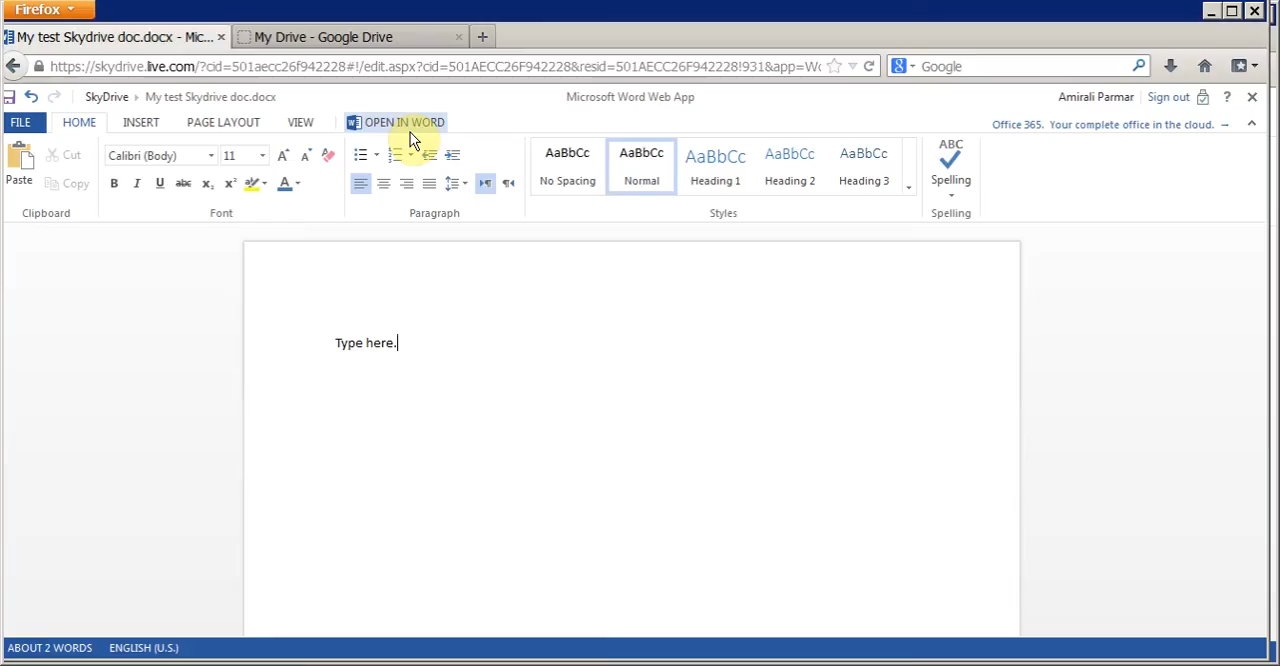 Firefox
My test Skydrive doc.docx - Mic... × My Drive - Google Drive ×
https://skydrive.live.com/?cid=501aecc26f942228#!/edit.aspx?cid=501AECC26F942228&resid=501AECC26F942228!931&app=Wo Google
SkyDrive My test Skydrive doc.docx Microsoft Word Web App Amirali Parmar Sign out ?
FILE HOME INSERT PAGE LAYOUT VIEW OPEN IN WORD Office 365. Your complete office in the cloud. →
Paste Cut Calibri (Body) 11 AaBbCc AaBbCc AaBbCc AaBbCc AaBbCc ABC
Copy B I U abc No Spacing Normal Heading 1 Heading 2 Heading 3 Spelling
Clipboard Font Paragraph Styles Spelling
Type here.
ABOUT 2 WORDS ENGLISH (U.S.)